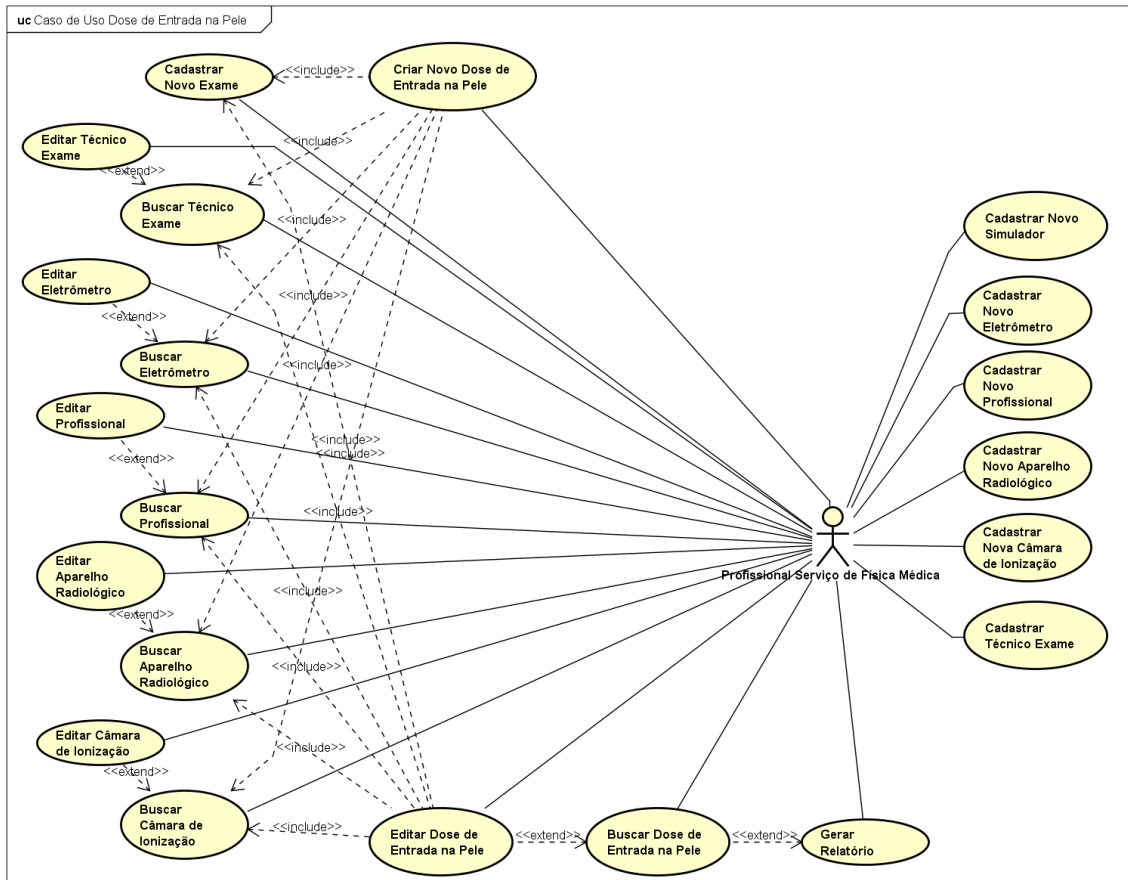 uc Caso de Uso Dose de Entrada na Pele
Cadastrar
Novo Exame
<<include>>
Criar Novo Dose de
Entrada na Pele
Editar Técnico
Exame
<<include>>
<<extend>>
Buscar Técnico
Exame
<<include>>
Cadastrar Novo
Simulador
Editar
Eletrômetro
<<include>>
<<extend>>
Cadastrar
Novo
Eletrômetro
Buscar
Eletrômetro
<<include>>
Cadastrar
Novo
Profissional
Editar
Profissional
<<include>>
<<include>>
<<extend>>
Cadastrar
Novo Aparelho
Radiológico
Buscar
Profissional
<<include>>
Cadastrar
Nova Câmara
de Ionização
Profissional Serviço de Física Médica
Editar
Aparelho
Radiológico
<<include>>
<<extend>>
Cadastrar
Técnico Exame
Buscar
Aparelho
Radiológico
<<include>>
Editar Câmara
de Ionização
<<include>>
<<extend>>
Buscar
Câmara de
Ionização
<<include>>
Editar Dose de
Entrada na Pele
<<extend>>
Buscar Dose de
Entrada na Pele
<<extend>>
Gerar
Relatório